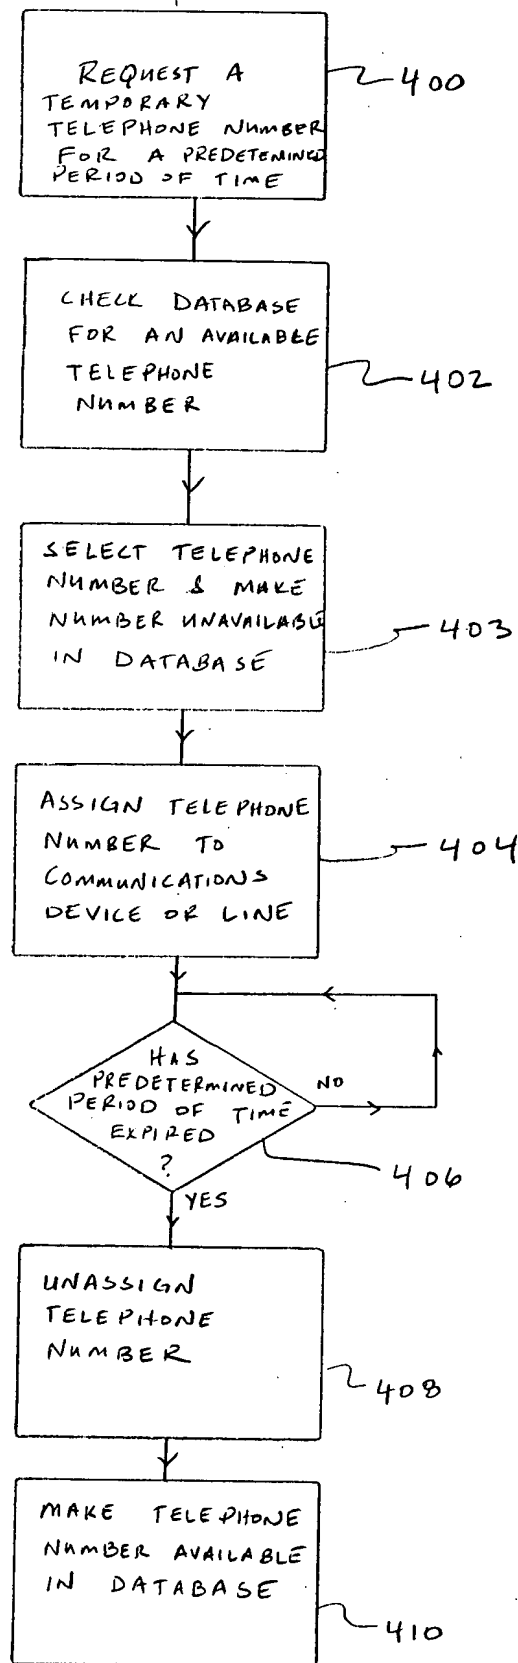 REQUEST A
TEMPORARY
TELEPHONE NUMBER
FOR A PREDETEMINED
PERIOD OF TIME
400
CHECK DATABASE
FOR AN AVAILABLE
TELEPHONE
NUMBER
402
SELECT TELEPHONE
NUMBER & MAKE
NUMBER UNAVAILABLE
IN DATABASE
403
ASSIGN TELEPHONE
NUMBER TO
COMMUNICATIONS
DEVICE OR LINE
404
HAS
PREDETERMINED
PERIOD OF TIME
EXPIRED
?
NO
406
YES
UNASSIGN
TELEPHONE
NUMBER
408
MAKE TELEPHONE
NUMBER AVAILABLE
IN DATABASE
410